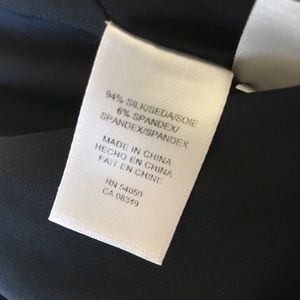 94% SILK/SEDA/SOIE
6% SPANDEX/
SPANDEX/SPANDEX
MADE IN CHINA
HECHO EN CHINA
FAIT EN CHINE
RN 54050
CA 08349